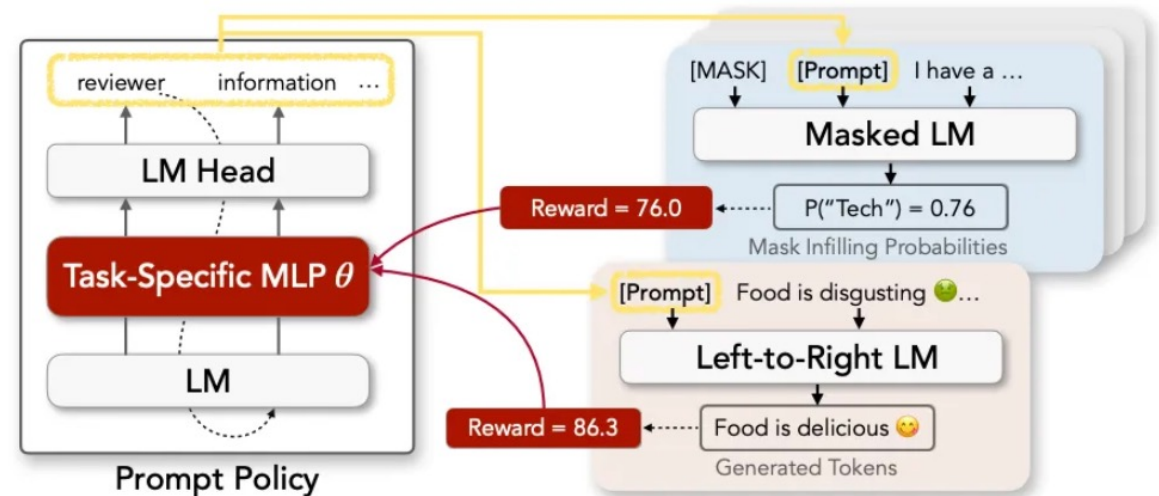 reviewer information ...
LM Head
Task-Specific MLP θ
LM
Prompt Policy
[MASK] [Prompt] I have a ...
Masked LM
P("Tech") = 0.76
Mask Infilling Probabilities
Reward = 76.0
[Prompt] Food is disgusting 🤢...
Left-to-Right LM
Food is delicious 😋
Generated Tokens
Reward = 86.3